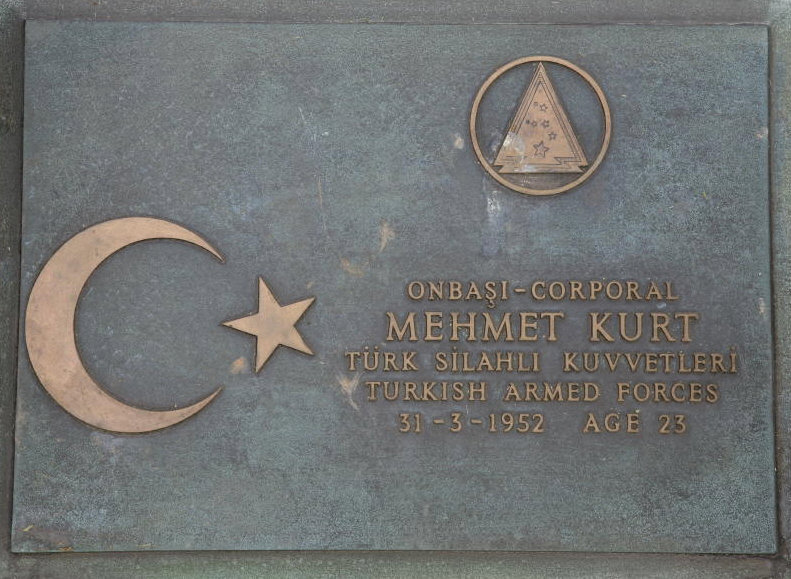 ONBAŞI-CORPORAL
MEHMET KURT
TÜRK SİLAHLI KUVVETLERİ
TURKISH ARMED FORCES
31-3-1952 AGE 23